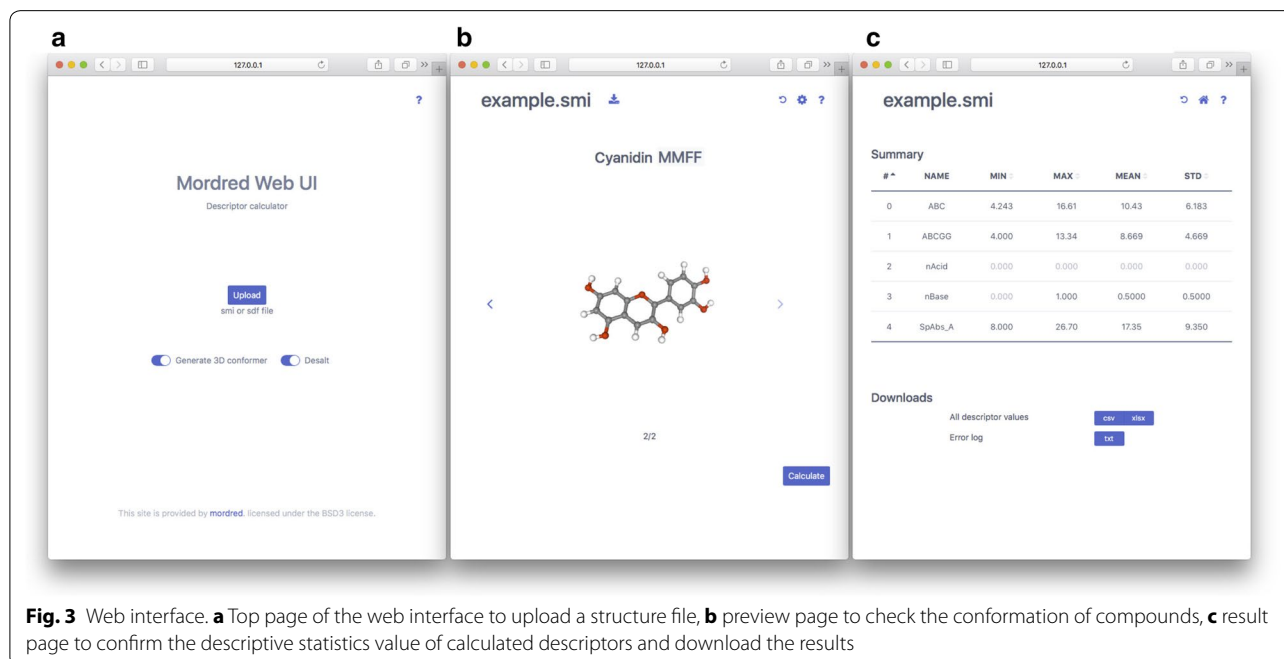 a
127.0.0.1
?
Mordred Web UI
Descriptor calculator
Upload
smi or sdf file
Generate 3D conformer Desalt
This site is provided by mordred. licensed under the BSD3 license.
b
127.0.0.1
example.smi
?
Cyanidin MMFF
2/2
Calculate
c
127.0.0.1
example.smi
?
Summary
# NAME MIN MAX MEAN STD
0 ABC 4.243 16.61 10.43 6.183
1 ABCGG 4.000 13.34 8.669 4.669
2 nAcid 0.000 0.000 0.000 0.000
3 nBase 0.000 1.000 0.5000 0.5000
4 SpAbs_A 8.000 26.70 17.35 9.350
Downloads
All descriptor values csv xlsx
Error log txt
Fig. 3 Web interface. a Top page of the web interface to upload a structure file, b preview page to check the conformation of compounds, c result
page to confirm the descriptive statistics value of calculated descriptors and download the results